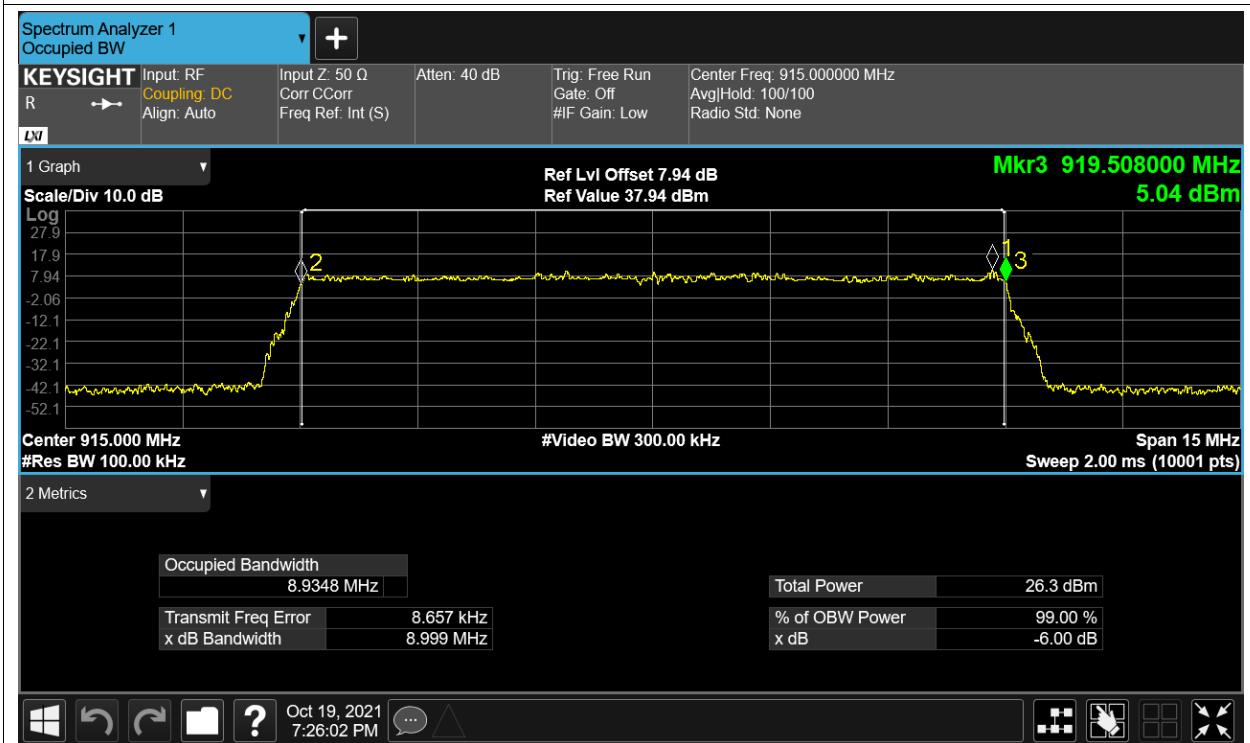 Spectrum Analyzer 1
Occupied BW
KEYSIGHT
R
LXI
Input: RF
Coupling: DC
Align: Auto
Input Z: 50 Ω
Corr CCorr
Freq Ref: Int (S)
Atten: 40 dB
Trig: Free Run
Gate: Off
#IF Gain: Low
Center Freq: 915.000000 MHz
Avg|Hold: 100/100
Radio Std: None
1 Graph
Scale/Div 10.0 dB
Ref Lvl Offset 7.94 dB
Ref Value 37.94 dBm
Mkr3 919.508000 MHz
5.04 dBm
Log
27.9
17.9
7.94
-2.06
-12.1
-22.1
-32.1
-42.1
-52.1
2
1
3
Center 915.000 MHz
#Res BW 100.00 kHz
#Video BW 300.00 kHz
Span 15 MHz
Sweep 2.00 ms (10001 pts)
2 Metrics
Occupied Bandwidth
8.9348 MHz
Transmit Freq Error 8.657 kHz
x dB Bandwidth 8.999 MHz
Total Power 26.3 dBm
% of OBW Power 99.00 %
x dB -6.00 dB
?
Oct 19, 2021
7:26:02 PM